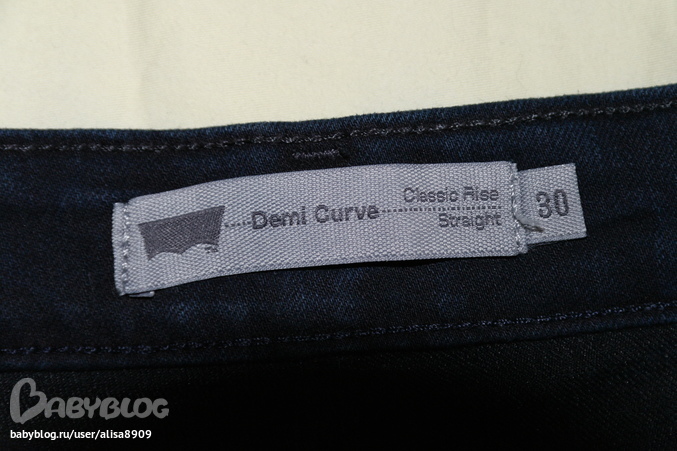 Demi Curve
Classic Rise
Straight
30
BABYBLOG
babyblog.ru/user/alisa8909